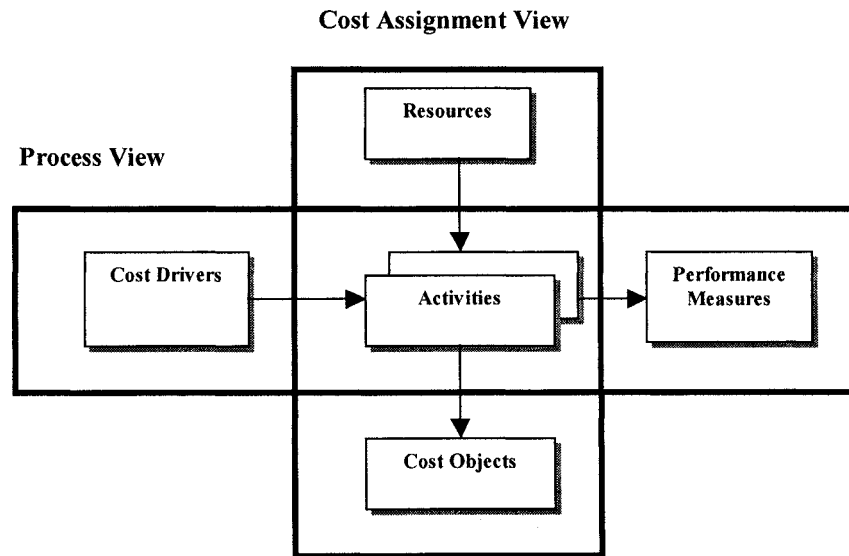 Cost Assignment View
Resources
Process View
Cost Drivers
Activities
Performance
Measures
Cost Objects